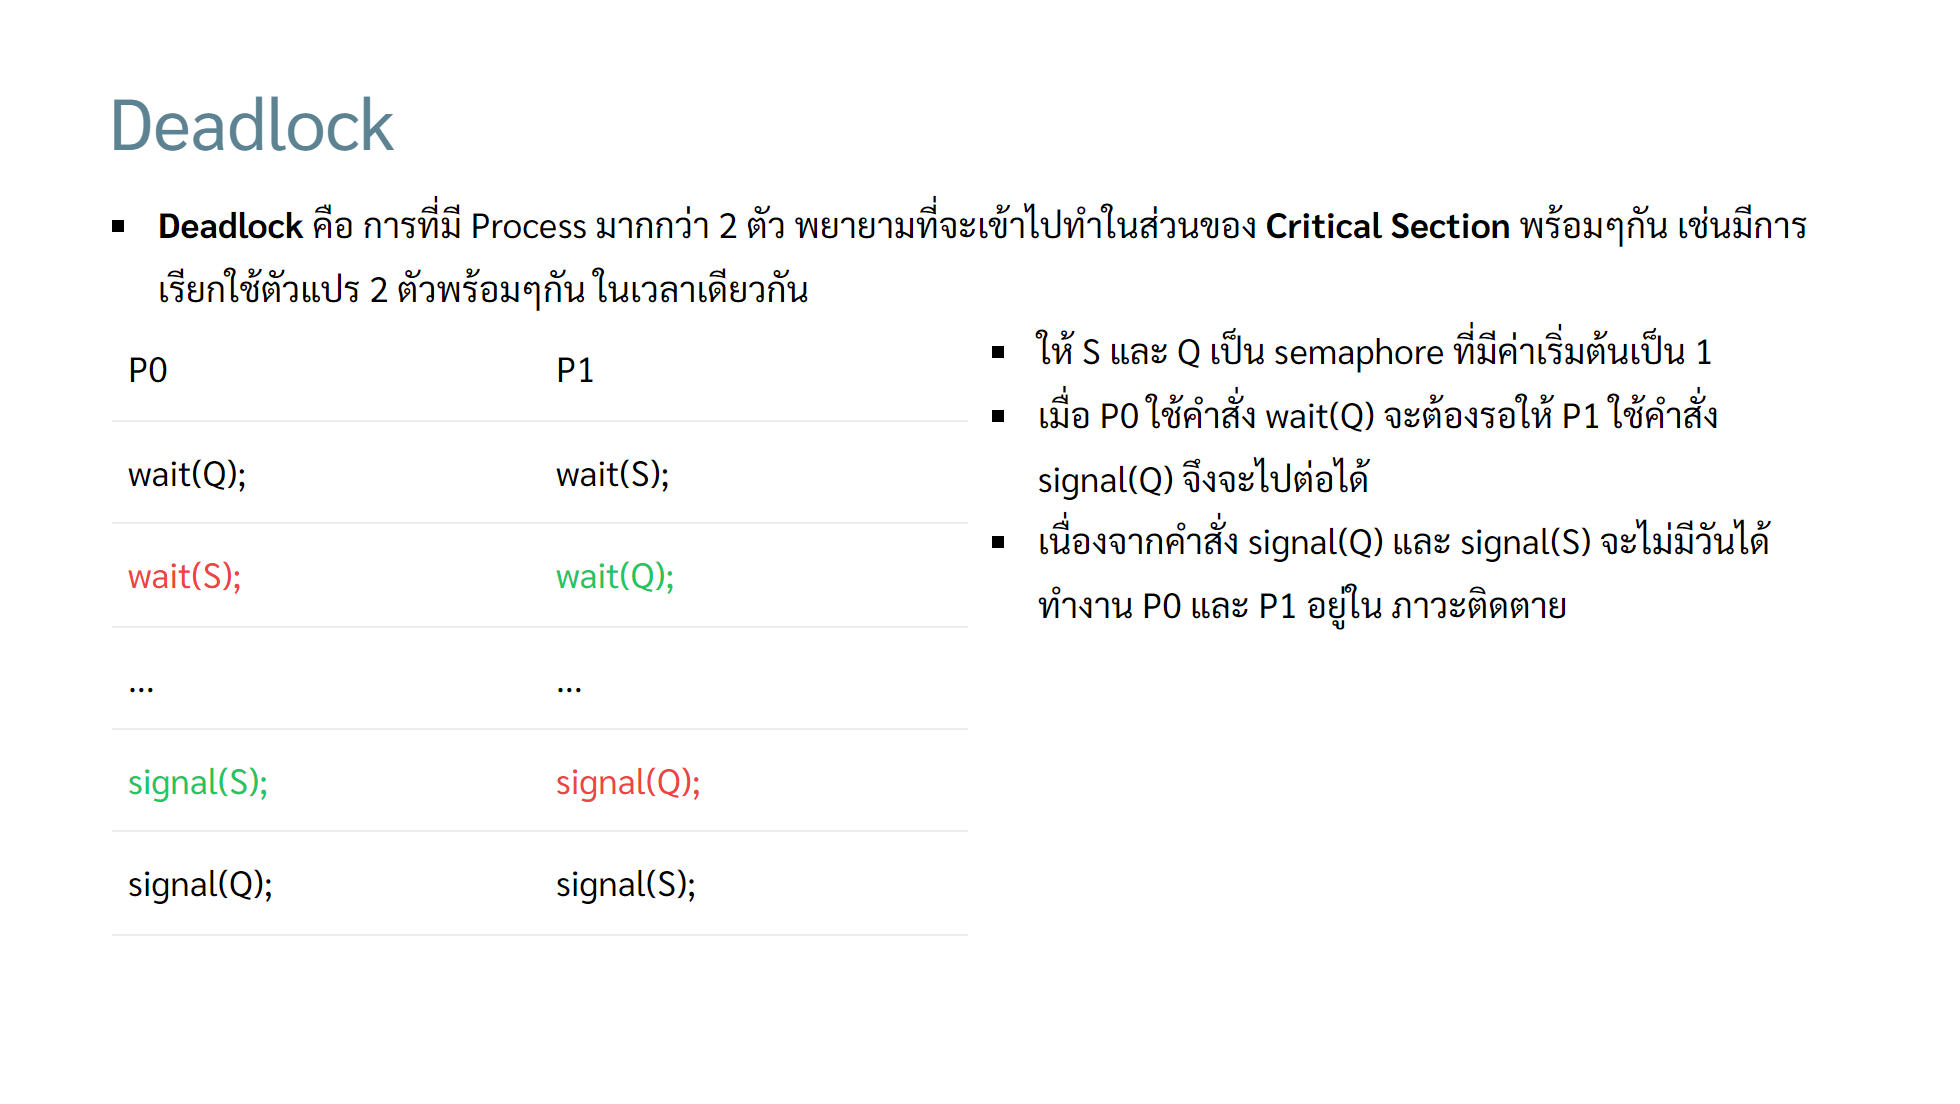 Deadlock
▪ Deadlock คือ การที่มี Process มากกว่า 2 ตัว พยายามที่จะเข้าไปทำในส่วนของ Critical Section พร้อมๆกัน เช่นมีการ
เรียกใช้ตัวแปร 2 ตัวพร้อมๆกัน ในเวลาเดียวกัน
P0 P1
wait(Q); wait(S);
wait(S); wait(Q);
... ...
signal(S); signal(Q);
signal(Q); signal(S);
▪ ให้ S และ Q เป็น semaphore ที่มีค่าเริ่มต้นเป็น 1
▪ เมื่อ P0 ใช้คำสั่ง wait(Q) จะต้องรอให้ P1 ใช้คำสั่ง
signal(Q) จึงจะไปต่อได้
▪ เนื่องจากคำสั่ง signal(Q) และ signal(S) จะไม่มีวันได้
ทำงาน P0 และ P1 อยู่ใน ภาวะติดตาย